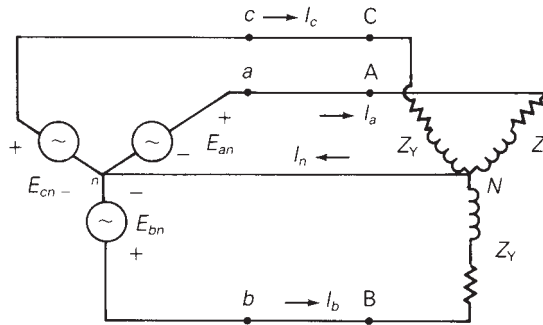 c → I_c C
a A
+ → I_a
I_n ←
+ ~ ~ − E_an Z_Y Z
E_cn − n − N
~ E_bn
+ Z_Y
b → I_b B